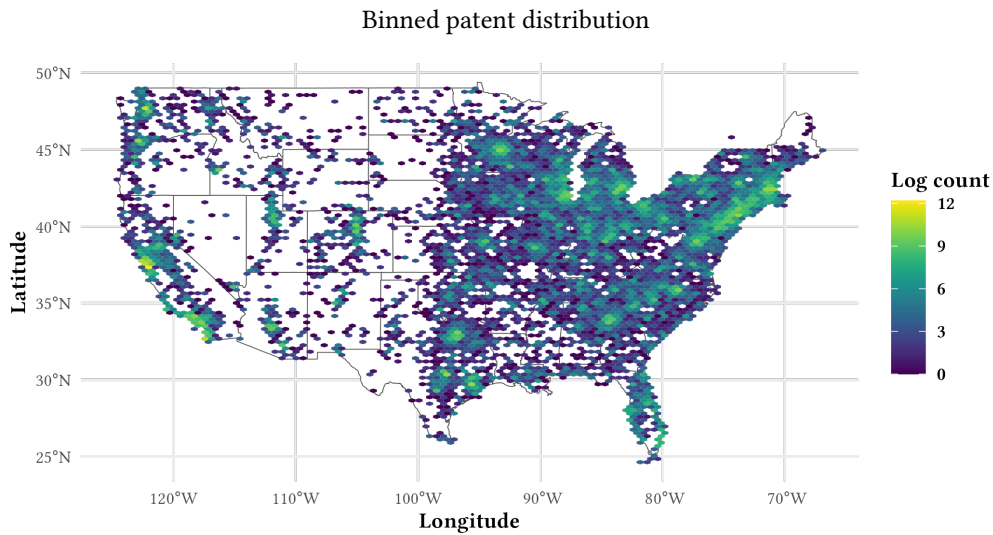 Binned patent distribution
50°N
45°N
40°N
35°N
30°N
25°N
Latitude
120°W 110°W 100°W 90°W 80°W 70°W
Longitude
Log count
12
9
6
3
0